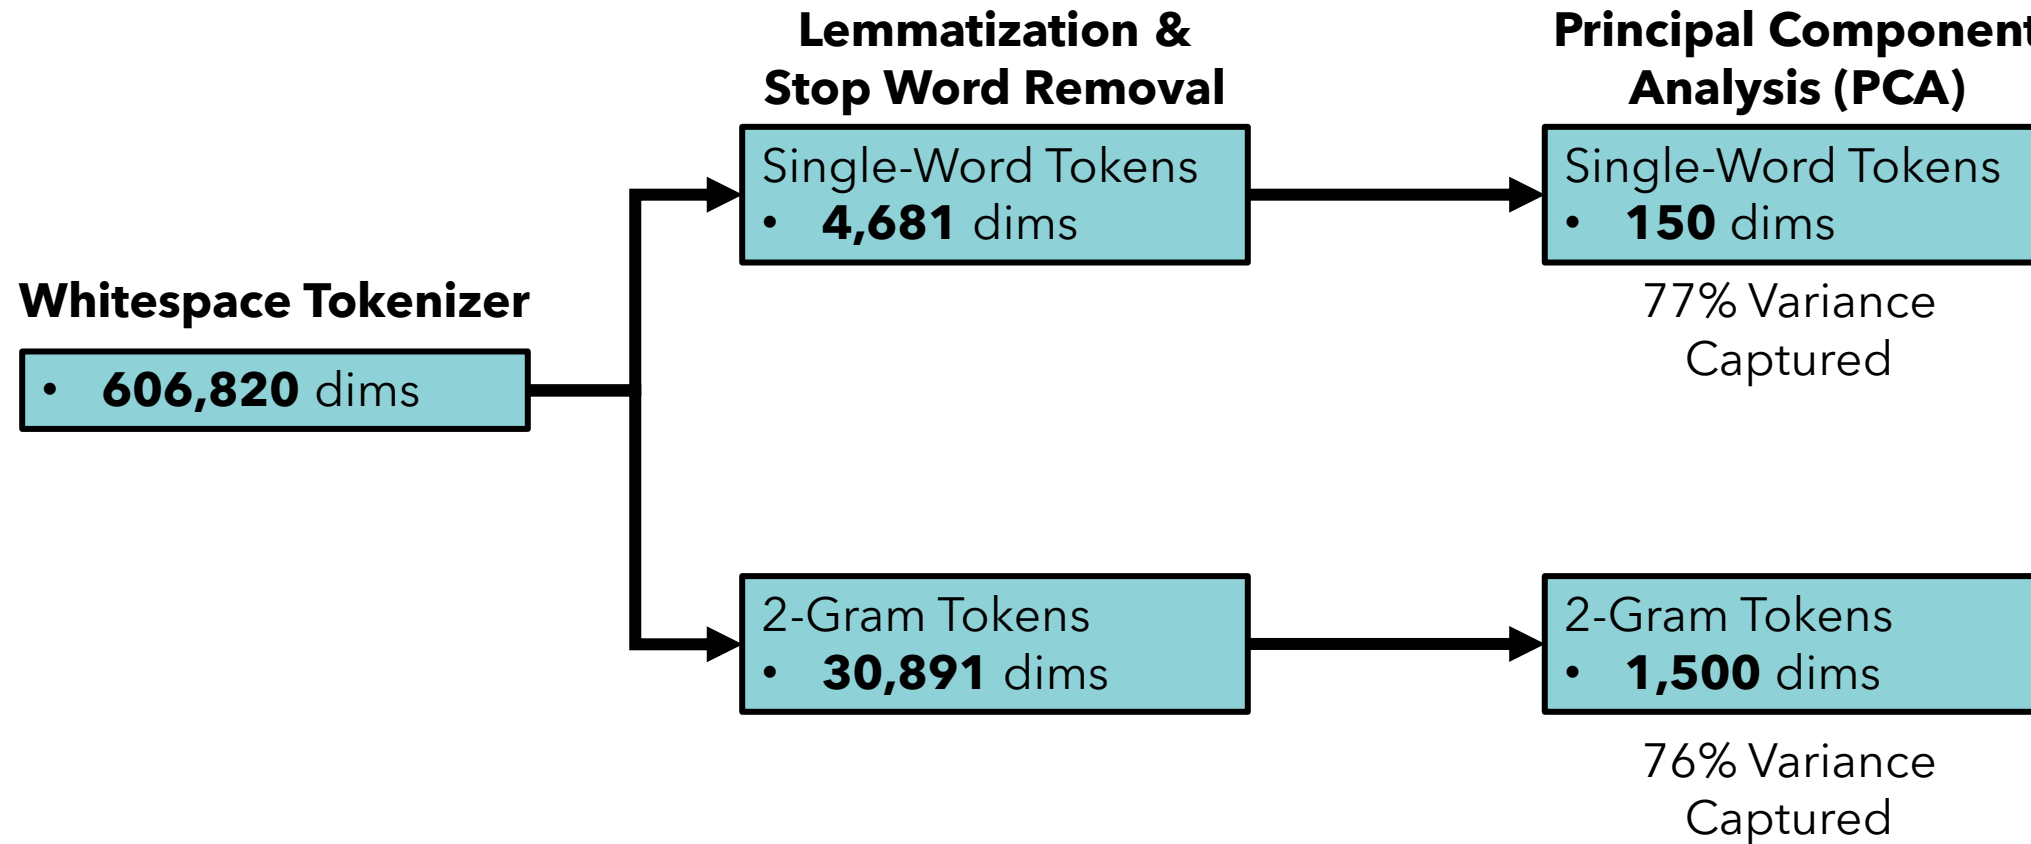 Whitespace Tokenizer
• 606,820 dims
Lemmatization &
Stop Word Removal
Single-Word Tokens
• 4,681 dims
2-Gram Tokens
• 30,891 dims
Principal Component
Analysis (PCA)
Single-Word Tokens
• 150 dims
77% Variance
Captured
2-Gram Tokens
• 1,500 dims
76% Variance
Captured